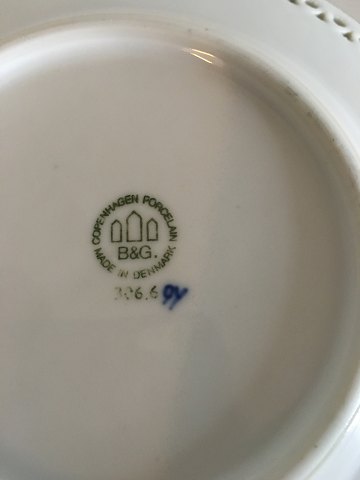 COPENHAGEN PORCELAIN
B&G.
MADE IN DENMARK